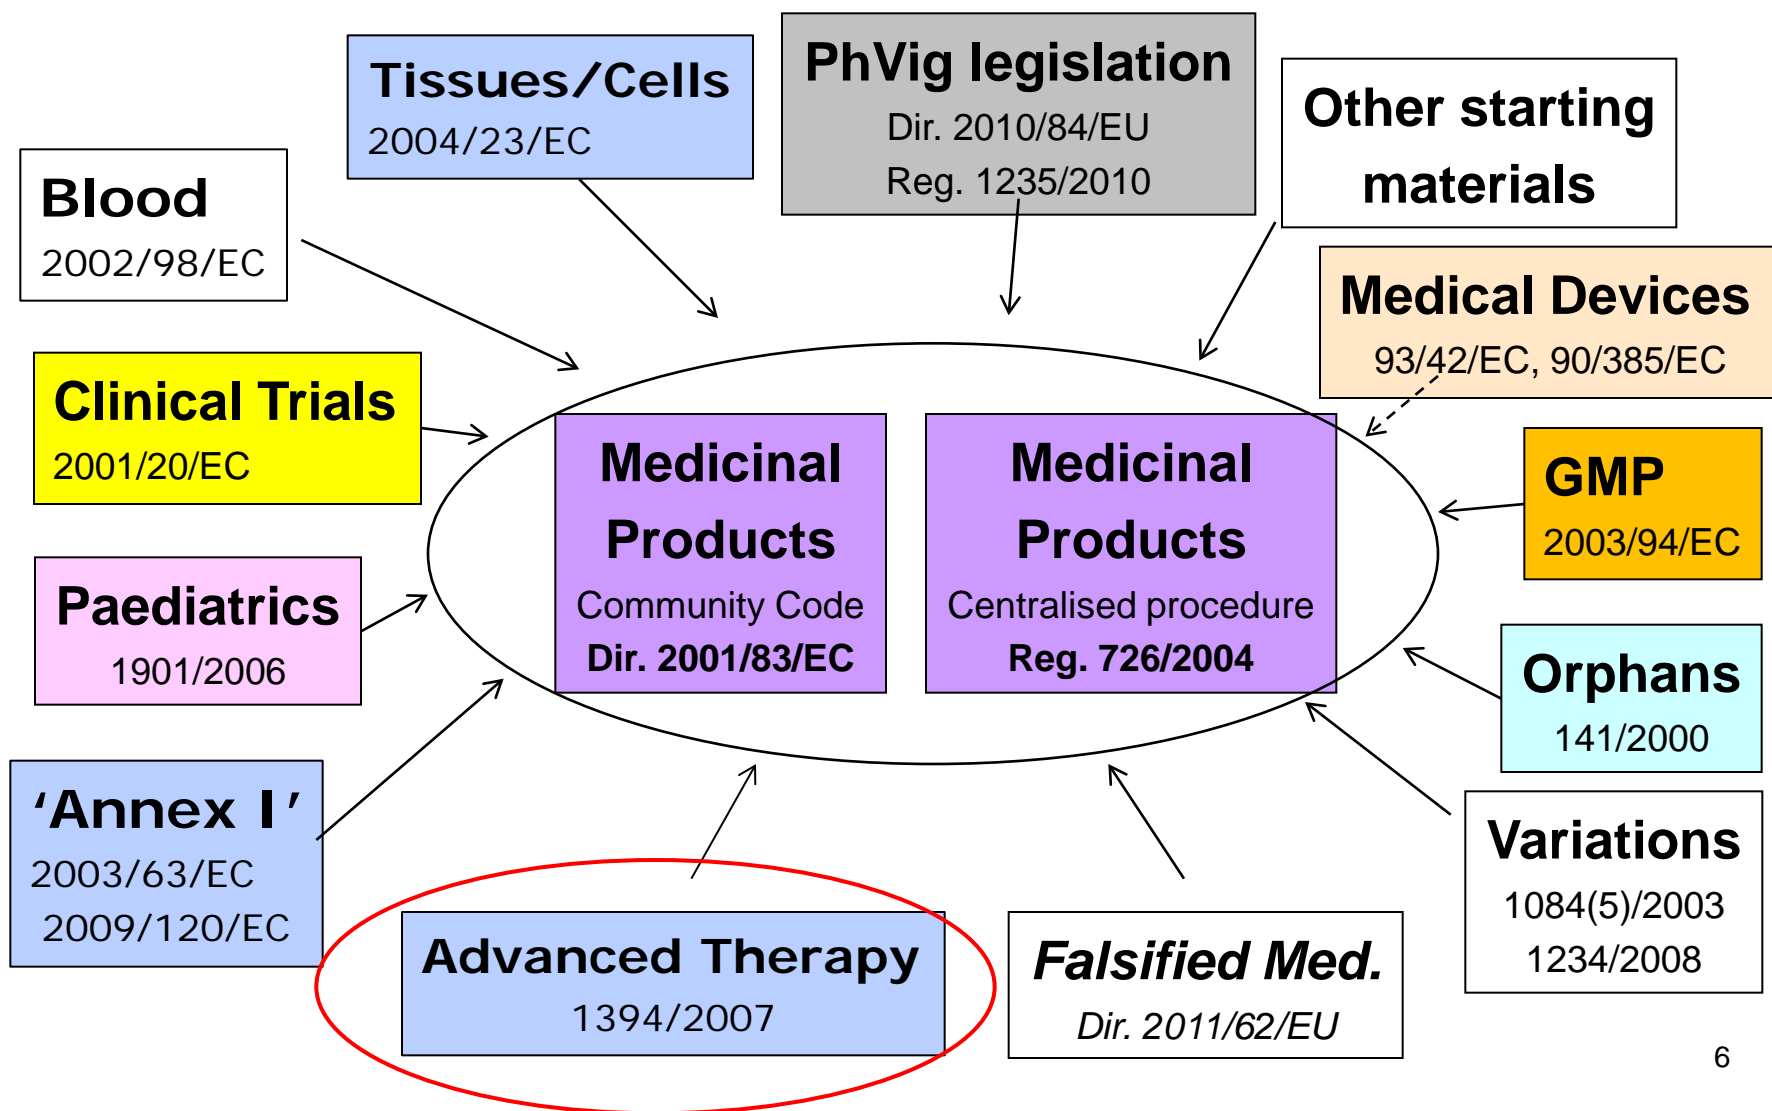 Tissues/Cells
2004/23/EC
PhVig legislation
Dir. 2010/84/EU
Reg. 1235/2010
Other starting
materials
Blood
2002/98/EC
Medical Devices
93/42/EC, 90/385/EC
Clinical Trials
2001/20/EC
Medicinal
Products
Community Code
Dir. 2001/83/EC
Medicinal
Products
Centralised procedure
Reg. 726/2004
GMP
2003/94/EC
Paediatrics
1901/2006
Orphans
141/2000
‘Annex I’
2003/63/EC
2009/120/EC
Variations
1084(5)/2003
1234/2008
Advanced Therapy
1394/2007
Falsified Med.
Dir. 2011/62/EU
6